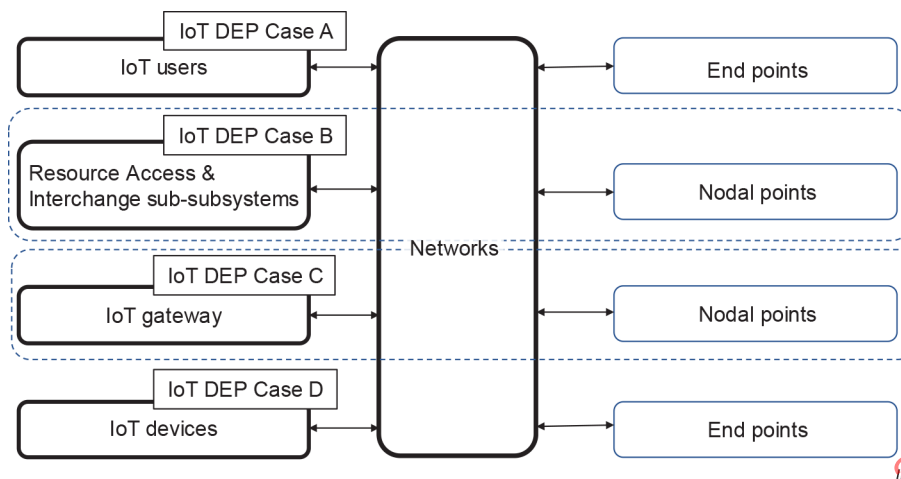 IoT DEP Case A
IoT users
End points
IoT DEP Case B
Resource Access &
Interchange sub-subsystems
Nodal points
Networks
IoT DEP Case C
IoT gateway
Nodal points
IoT DEP Case D
IoT devices
End points